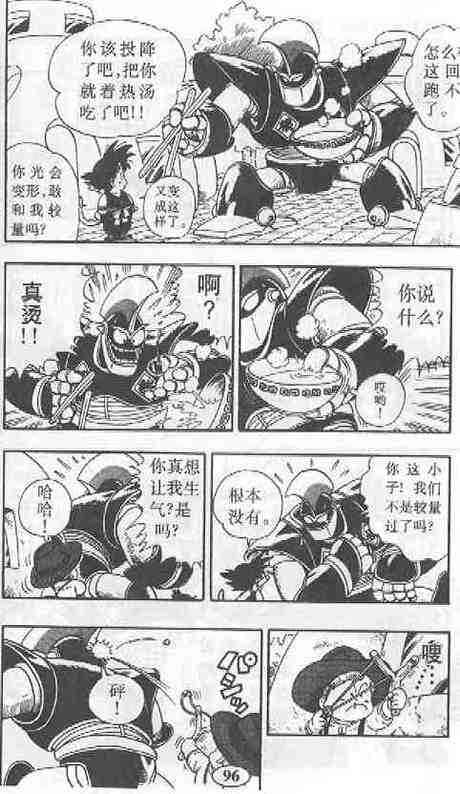 怎么
这回
跑不
了。
你该投降
了吧,把你
就着热汤
吃了吧!!
又变
成这
样了。
你光会
变形,敢
和我较
量吗?
你说
什么?
哎
哟!
啊
?
真
烫
!!
你这小
子!我们
不是较量
过了吗?
根本
没有。
你真想
让我生
气?是
吗?
哈
哈!
嗖
……
パシッ
砰
!
96